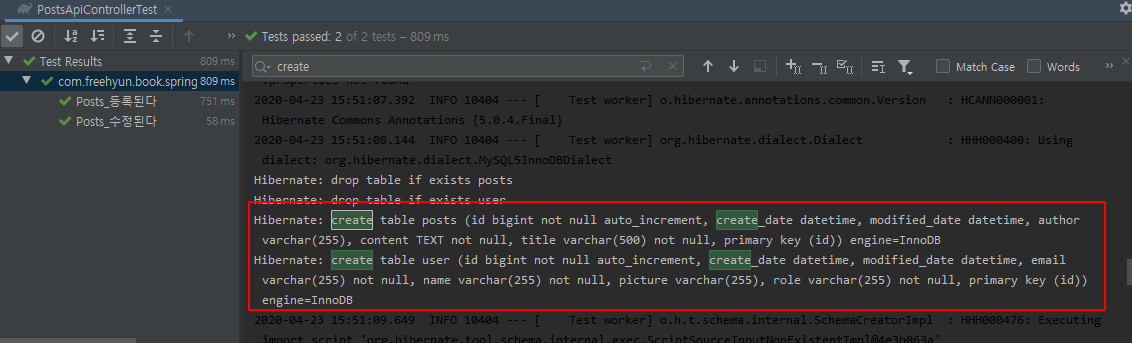 PostsApiControllerTest
Tests passed: 2 of 2 tests – 809 ms
Test Results 809 ms
com.freehyun.book.spring 809 ms
Posts_등록된다 751 ms
Posts_수정된다 58 ms
create
Match Case
Words
.properties not found
2020-04-23 15:51:07.392 INFO 10404 --- [ Test worker] o.hibernate.annotations.common.Version : HCANN000001:
Hibernate Commons Annotations {5.0.4.Final}
2020-04-23 15:51:08.144 INFO 10404 --- [ Test worker] org.hibernate.dialect.Dialect : HHH000400: Using
dialect: org.hibernate.dialect.MySQL5InnoDBDialect
Hibernate: drop table if exists posts
Hibernate: drop table if exists user
Hibernate: create table posts (id bigint not null auto_increment, create_date datetime, modified_date datetime, author
varchar(255), content TEXT not null, title varchar(500) not null, primary key (id)) engine=InnoDB
Hibernate: create table user (id bigint not null auto_increment, create_date datetime, modified_date datetime, email
varchar(255) not null, name varchar(255) not null, picture varchar(255), role varchar(255) not null, primary key (id))
engine=InnoDB
2020-04-23 15:51:09.649 INFO 10404 --- [ Test worker] o.h.t.schema.internal.SchemaCreatorImpl : HHH000476: Executing
import script 'org.hibernate.tool.schema.internal.exec.ScriptSourceInputNonExistentImpl@4e3b063a'